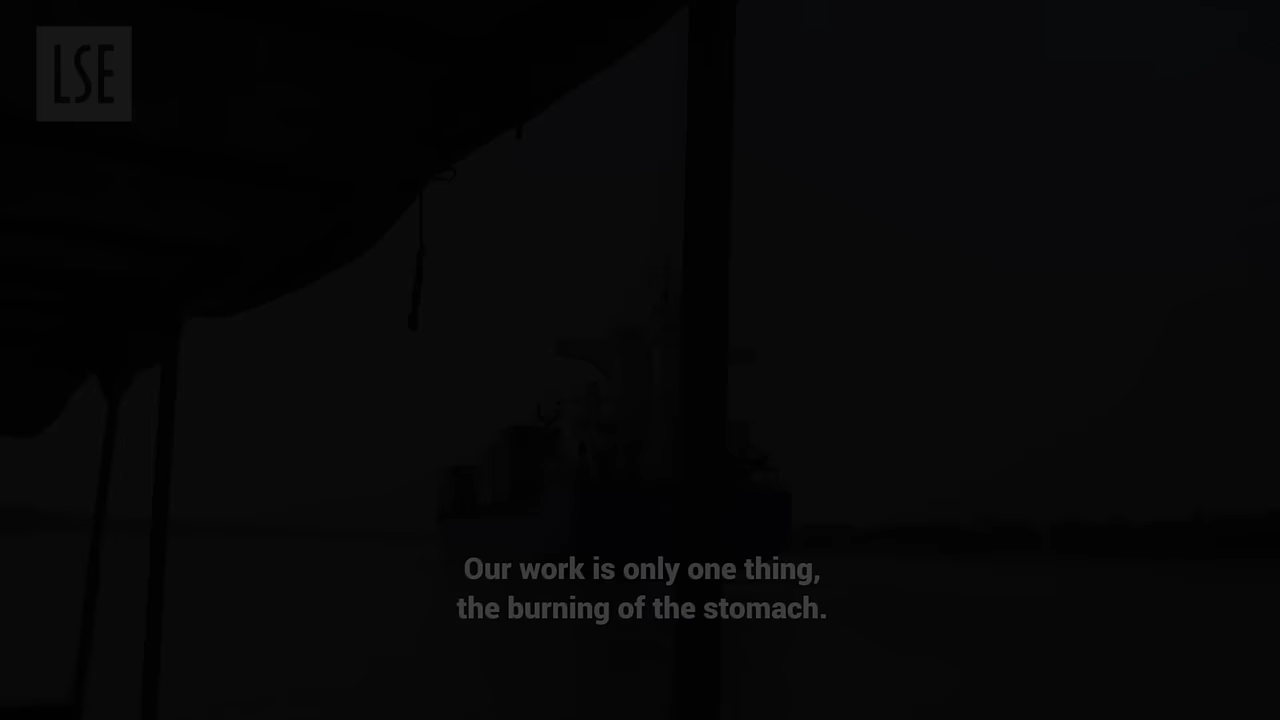 LSE
Our work is only one thing,
the burning of the stomach.